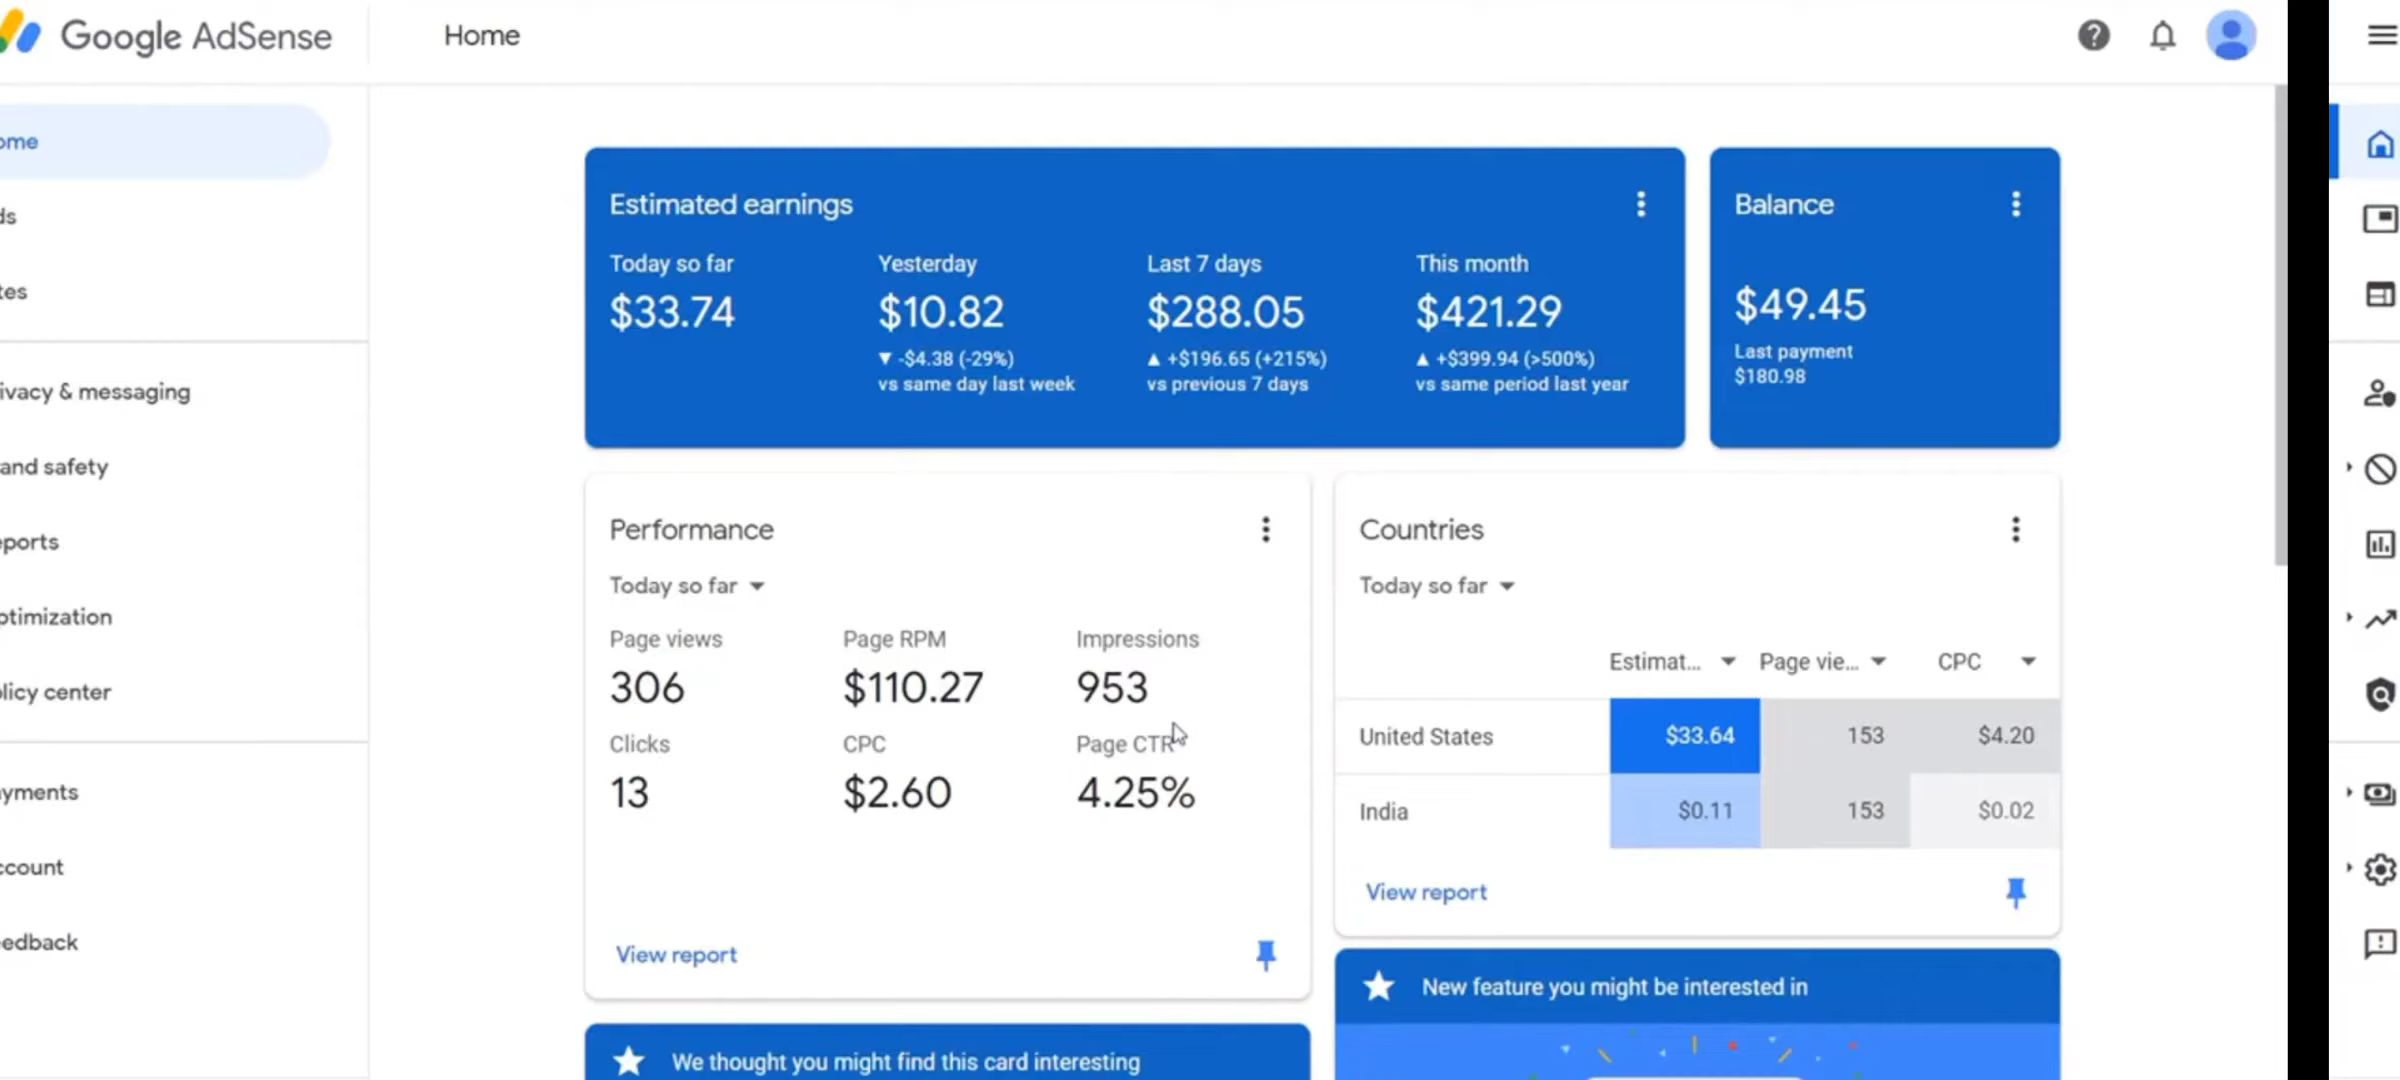 Google AdSense
Home
ome
ds
tes
ivacy & messaging
and safety
eports
ptimization
olicy center
ayments
ccount
eedback
Estimated earnings
Today so far
$33.74
Yesterday
$10.82
▼ -$4.38 (-29%)
vs same day last week
Last 7 days
$288.05
▲ +$196.65 (+215%)
vs previous 7 days
This month
$421.29
▲ +$399.94 (>500%)
vs same period last year
Balance
$49.45
Last payment
$180.98
Performance
Today so far
Page views
306
Page RPM
$110.27
Impressions
953
Clicks
13
CPC
$2.60
Page CTR
4.25%
View report
Countries
Today so far
Estimat... Page vie... CPC
United States $33.64 153 $4.20
India $0.11 153 $0.02
View report
New feature you might be interested in
We thought you might find this card interesting